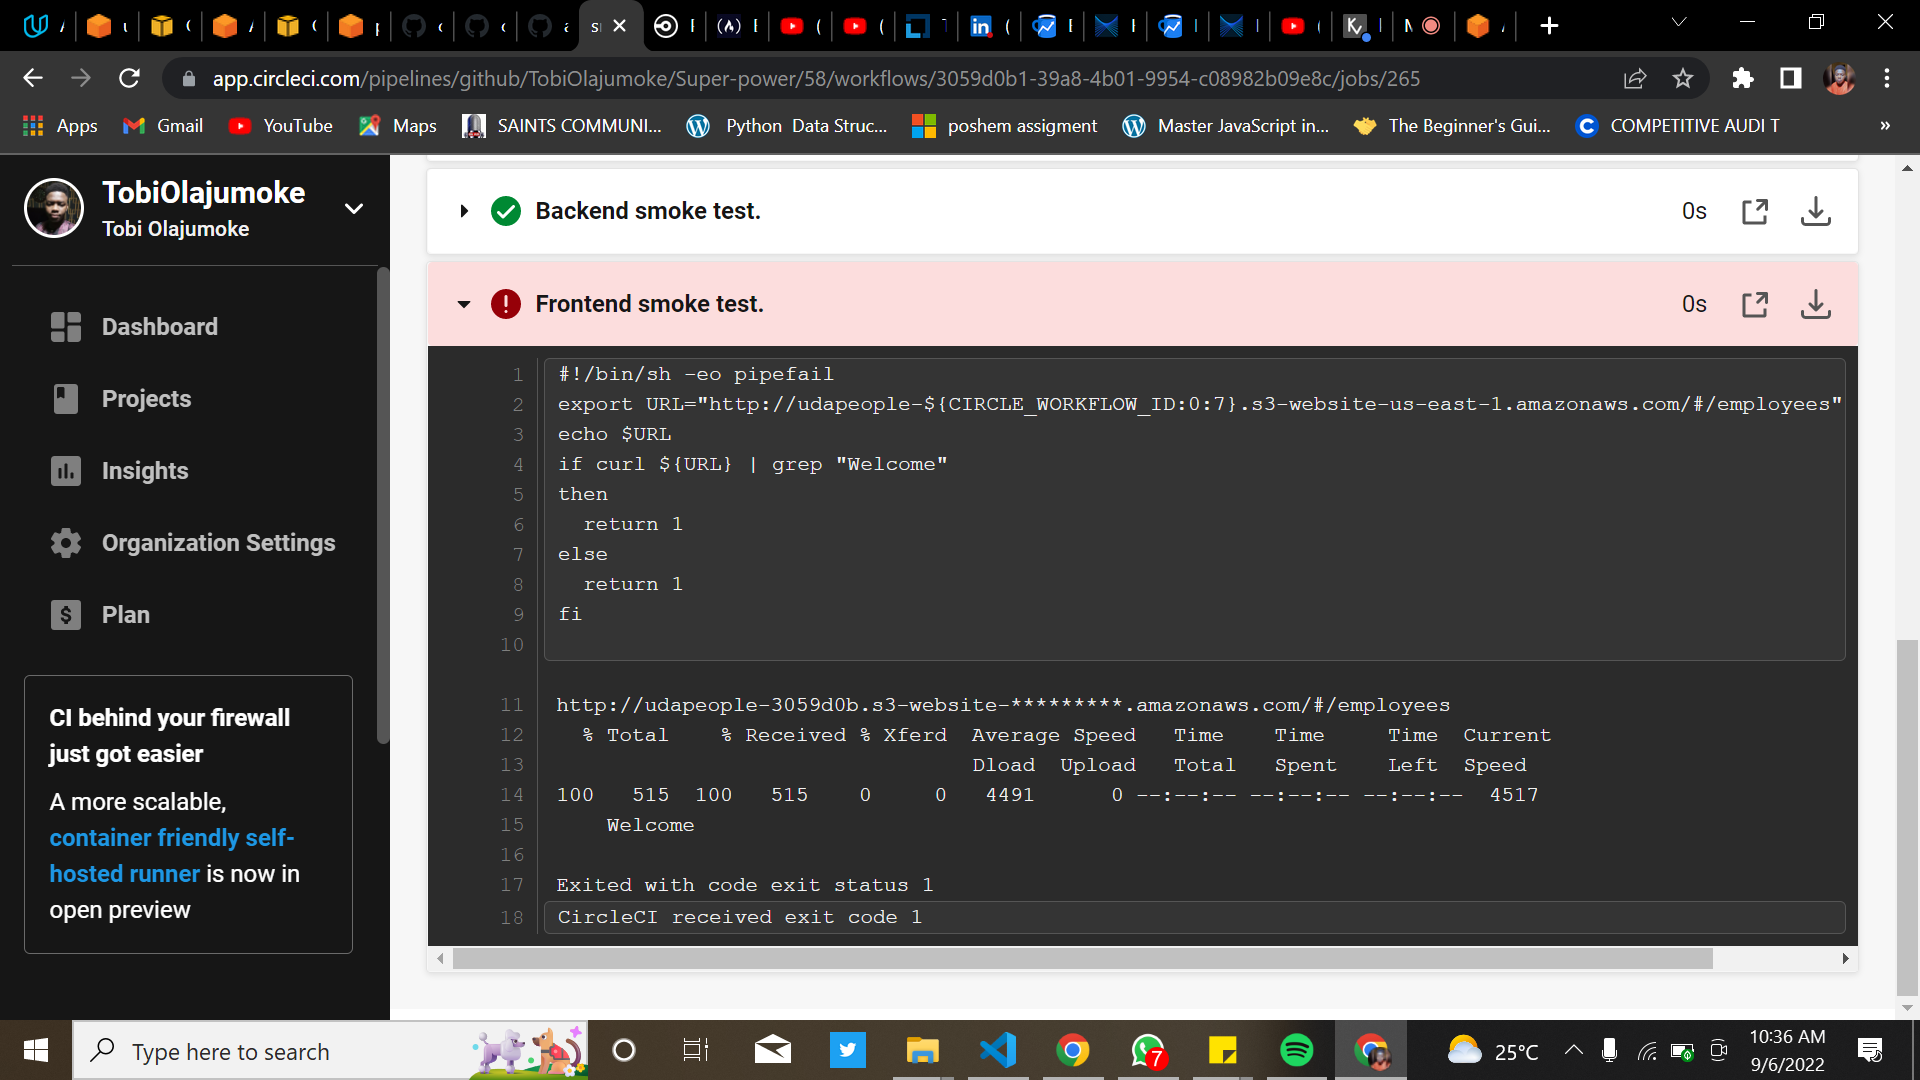 app.circleci.com/pipelines/github/TobiOlajumoke/Super-power/58/workflows/3059d0b1-39a8-4b01-9954-c08982b09e8c/jobs/265
Apps
Gmail
YouTube
Maps
SAINTS COMMUNI...
Python Data Struc...
poshem assigment
Master JavaScript in...
The Beginner's Gui...
COMPETITIVE AUDI T
»
TobiOlajumoke
Tobi Olajumoke
Dashboard
Projects
Insights
Organization Settings
Plan
CI behind your firewall
just got easier
A more scalable,
container friendly self-
hosted runner is now in
open preview
Backend smoke test.
0s
Frontend smoke test.
0s
1 #!/bin/sh -eo pipefail
2 export URL="http://udapeople-${CIRCLE_WORKFLOW_ID:0:7}.s3-website-us-east-1.amazonaws.com/#/employees"
3 echo $URL
4 if curl ${URL} | grep "Welcome"
5 then
6   return 1
7 else
8   return 1
9 fi
10
11 http://udapeople-3059d0b.s3-website-*********.amazonaws.com/#/employees
12   % Total    % Received % Xferd  Average Speed   Time    Time     Time  Current
13                                  Dload  Upload   Total   Spent    Left  Speed
14 100   515  100   515    0     0   4491      0 --:--:-- --:--:-- --:--:--  4517
15     Welcome
16
17 Exited with code exit status 1
18 CircleCI received exit code 1
Type here to search
7
25°C
10:36 AM
9/6/2022